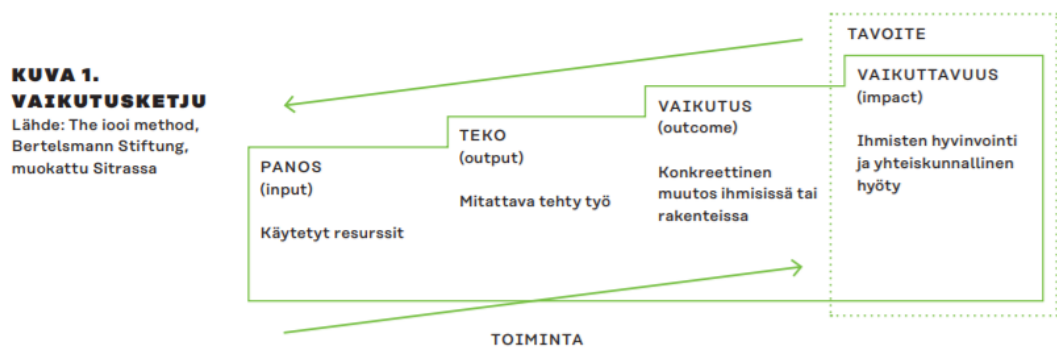 KUVA 1.
VAIKUTUSKETJU
Lähde: The iooi method,
Bertelsmann Stiftung,
muokattu Sitrassa
PANOS
(input)
Käytetyt resurssit
TEKO
(output)
Mitattava tehty työ
VAIKUTUS
(outcome)
Konkreettinen
muutos ihmisissä tai
rakenteissa
TAVOITE
VAIKUTTAVUUS
(impact)
Ihmisten hyvinvointi
ja yhteiskunnallinen
hyöty
TOIMINTA